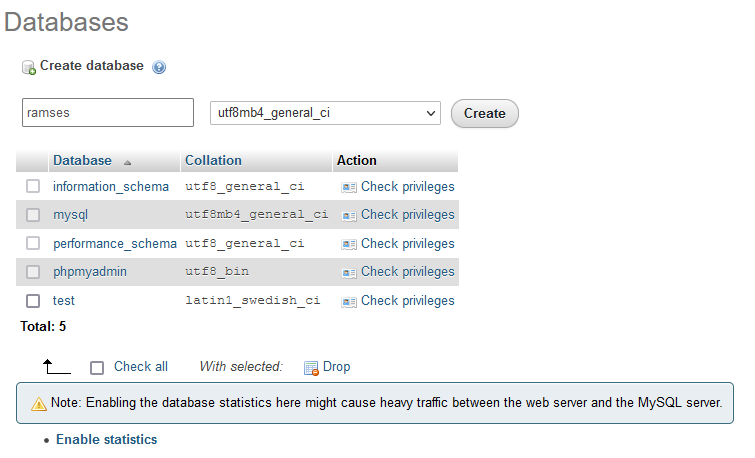 Databases
Create database
ramses utf8mb4_general_ci Create
Database Collation Action
information_schema utf8_general_ci Check privileges
mysql utf8mb4_general_ci Check privileges
performance_schema utf8_general_ci Check privileges
phpmyadmin utf8_bin Check privileges
test latin1_swedish_ci Check privileges
Total: 5
Check all With selected: Drop
Note: Enabling the database statistics here might cause heavy traffic between the web server and the MySQL server.
• Enable statistics